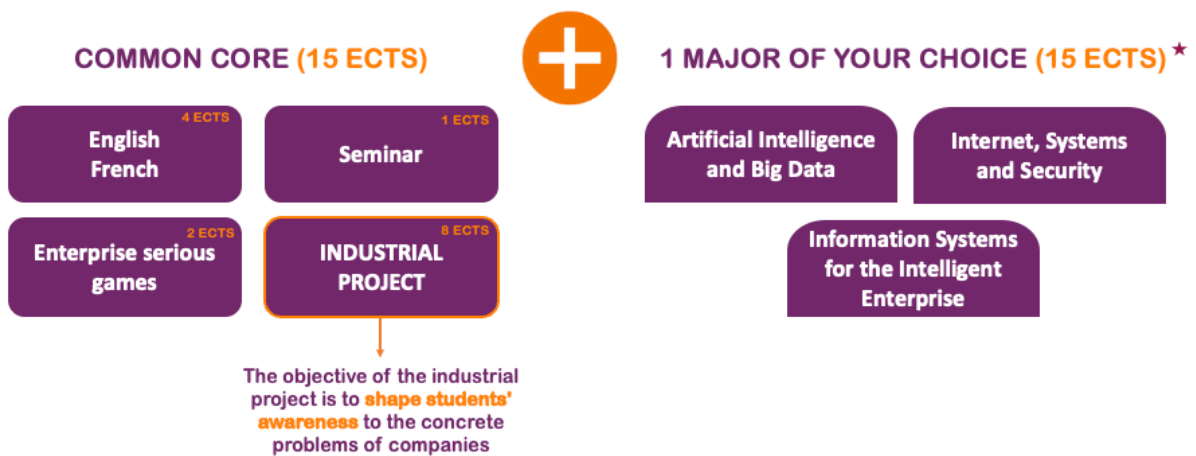 COMMON CORE (15 ECTS)
4 ECTS
English
French
1 ECTS
Seminar
2 ECTS
Enterprise serious
games
8 ECTS
INDUSTRIAL
PROJECT
The objective of the industrial
project is to shape students'
awareness to the concrete
problems of companies
1 MAJOR OF YOUR CHOICE (15 ECTS) ★
Artificial Intelligence
and Big Data
Internet, Systems
and Security
Information Systems
for the Intelligent
Enterprise